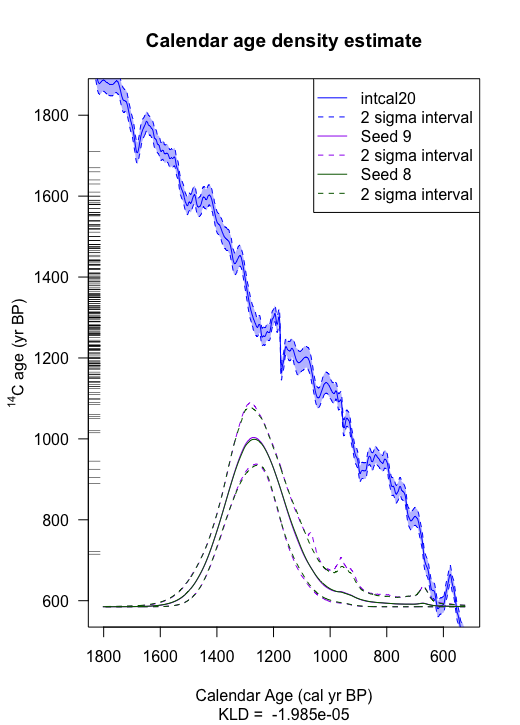 Calendar age density estimate
intcal20
2 sigma interval
Seed 9
2 sigma interval
Seed 8
2 sigma interval
¹⁴C age (yr BP)
1800
1600
1400
1200
1000
800
600
1800 1600 1400 1200 1000 800 600
Calendar Age (cal yr BP)
KLD = -1.985e-05